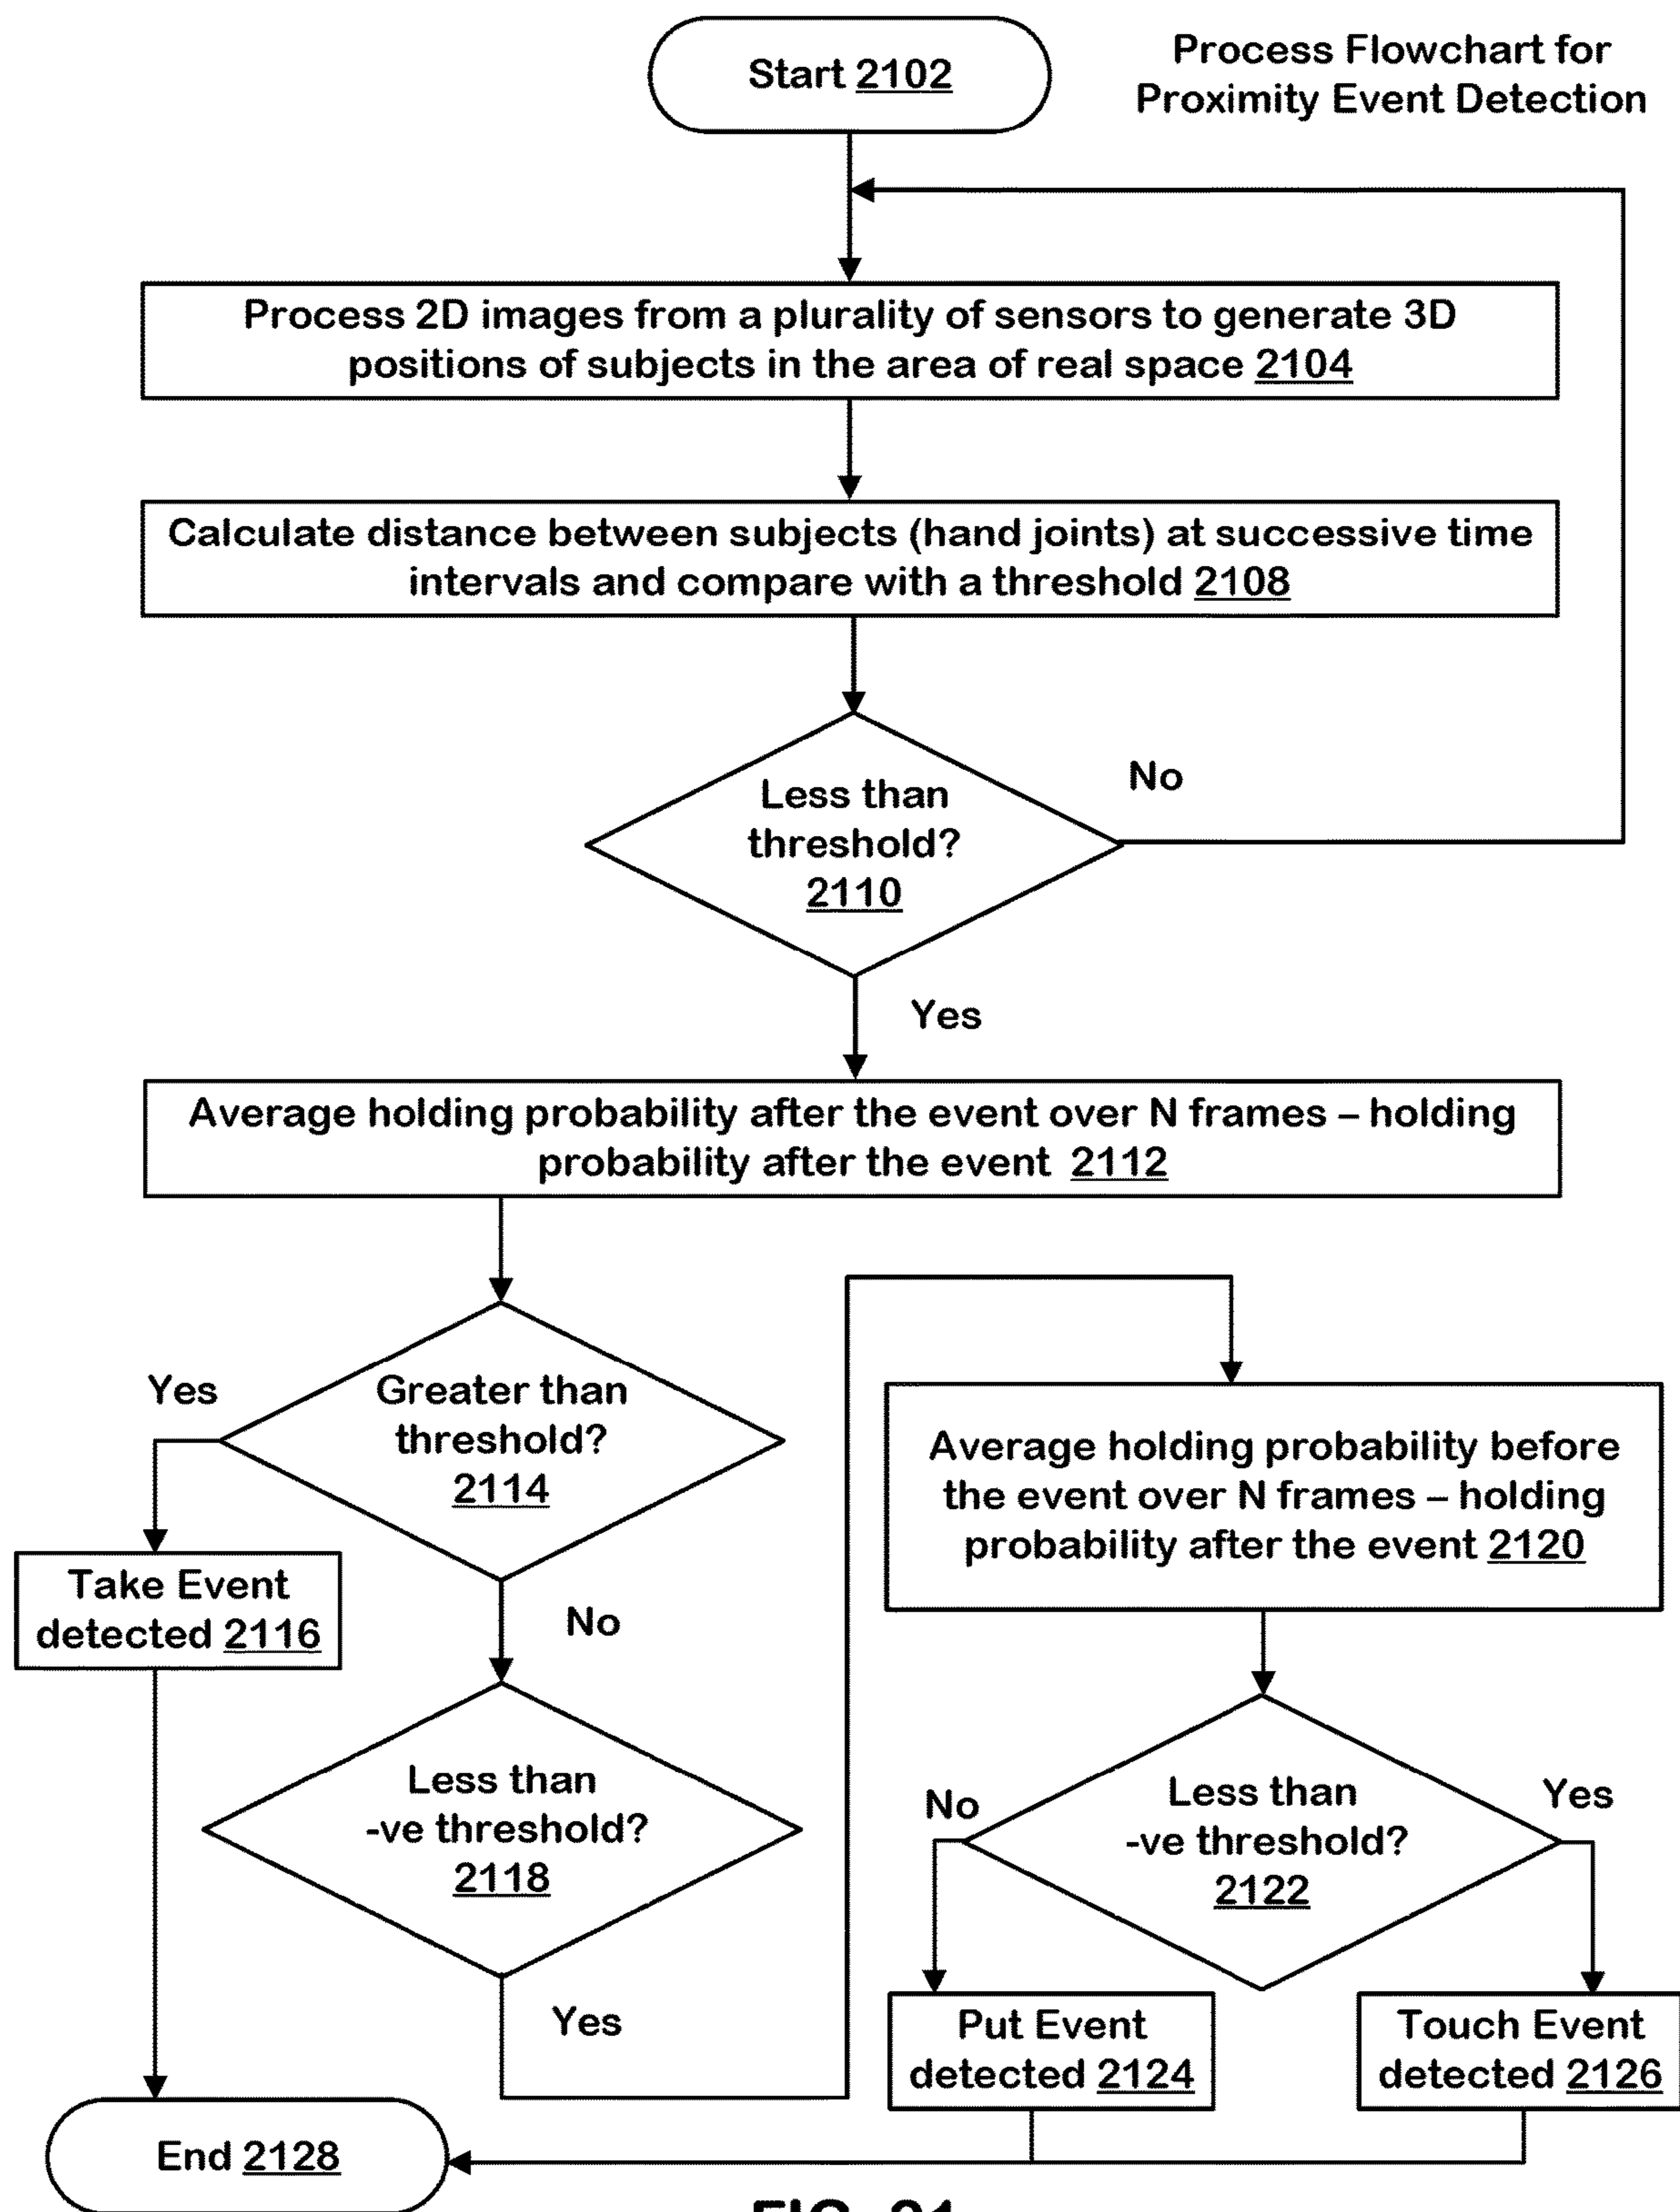 Start 2102
Process Flowchart for
Proximity Event Detection
Process 2D images from a plurality of sensors to generate 3D
positions of subjects in the area of real space 2104
Calculate distance between subjects (hand joints) at successive time
intervals and compare with a threshold 2108
Less than
threshold?
2110
No
Yes
Average holding probability after the event over N frames – holding
probability after the event 2112
Greater than
threshold?
2114
Yes
Take Event
detected 2116
No
Less than
-ve threshold?
2118
Yes
Average holding probability before
the event over N frames – holding
probability after the event 2120
Less than
-ve threshold?
2122
No
Yes
Put Event
detected 2124
Touch Event
detected 2126
End 2128
FIG. 21